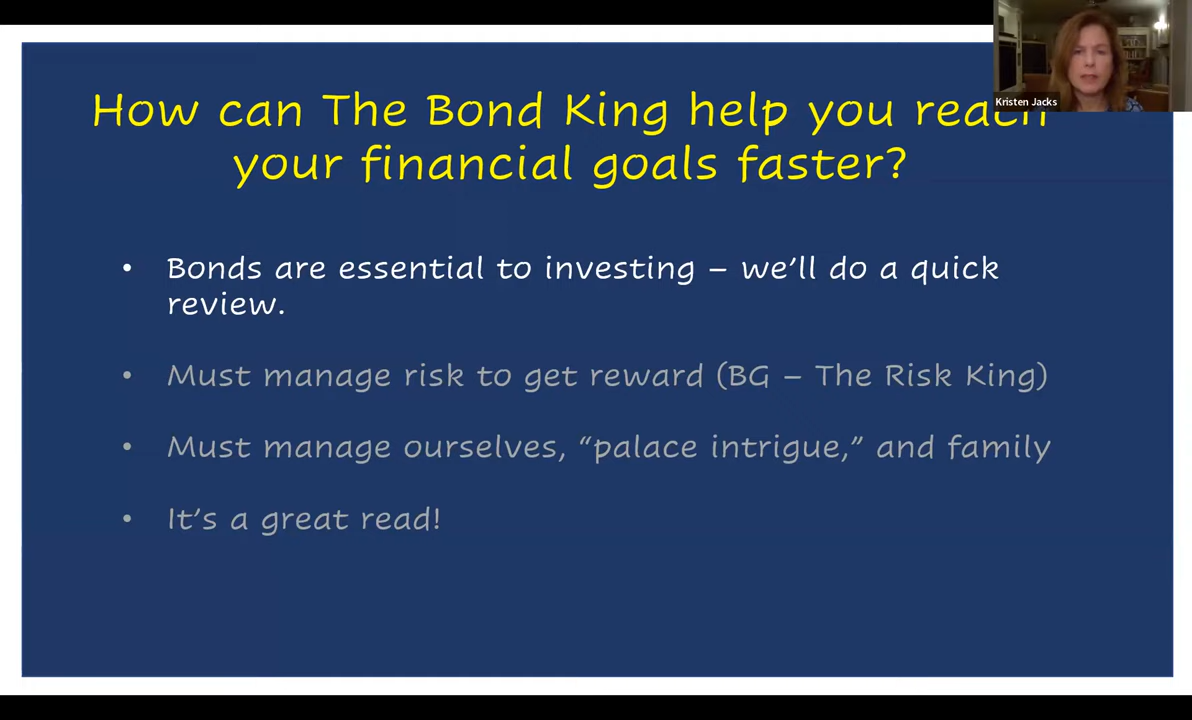 How can The Bond King help you reach
your financial goals faster?
Kristen Jacks
• Bonds are essential to investing – we’ll do a quick
review.
• Must manage risk to get reward (BG – The Risk King)
• Must manage ourselves, “palace intrigue,” and family
• It’s a great read!